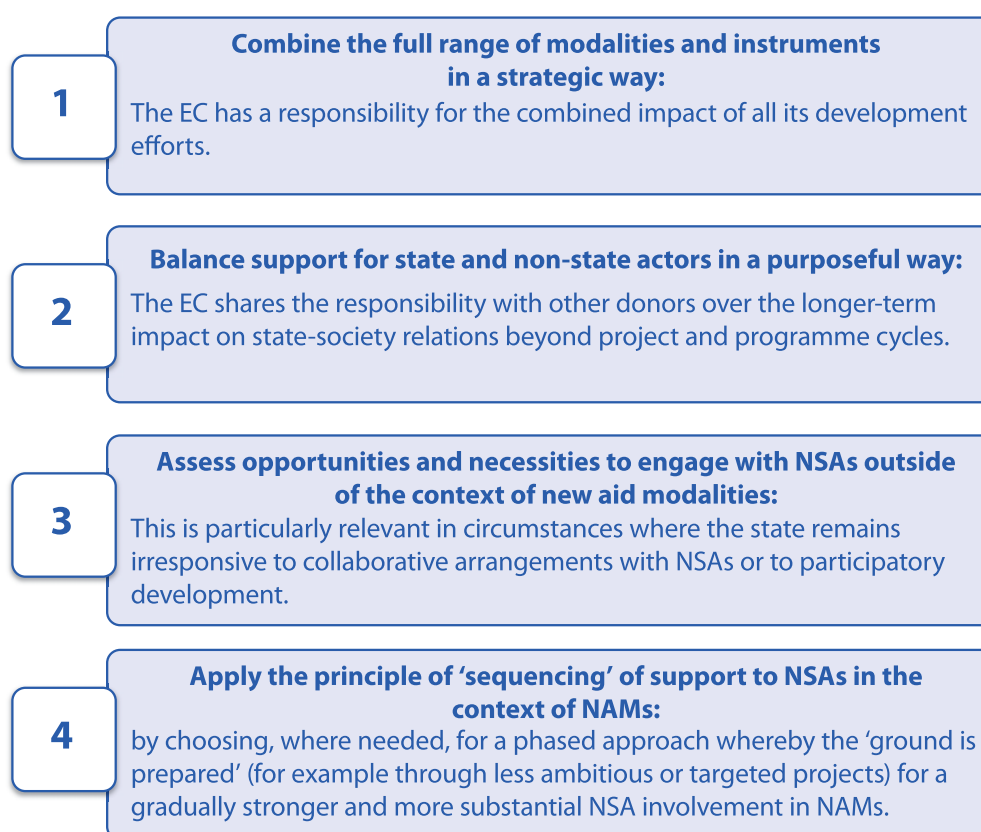 1
Combine the full range of modalities and instruments
in a strategic way:
The EC has a responsibility for the combined impact of all its development
efforts.
2
Balance support for state and non-state actors in a purposeful way:
The EC shares the responsibility with other donors over the longer-term
impact on state-society relations beyond project and programme cycles.
3
Assess opportunities and necessities to engage with NSAs outside
of the context of new aid modalities:
This is particularly relevant in circumstances where the state remains
irresponsive to collaborative arrangements with NSAs or to participatory
development.
4
Apply the principle of ‘sequencing’ of support to NSAs in the
context of NAMs:
by choosing, where needed, for a phased approach whereby the ‘ground is
prepared’ (for example through less ambitious or targeted projects) for a
gradually stronger and more substantial NSA involvement in NAMs.